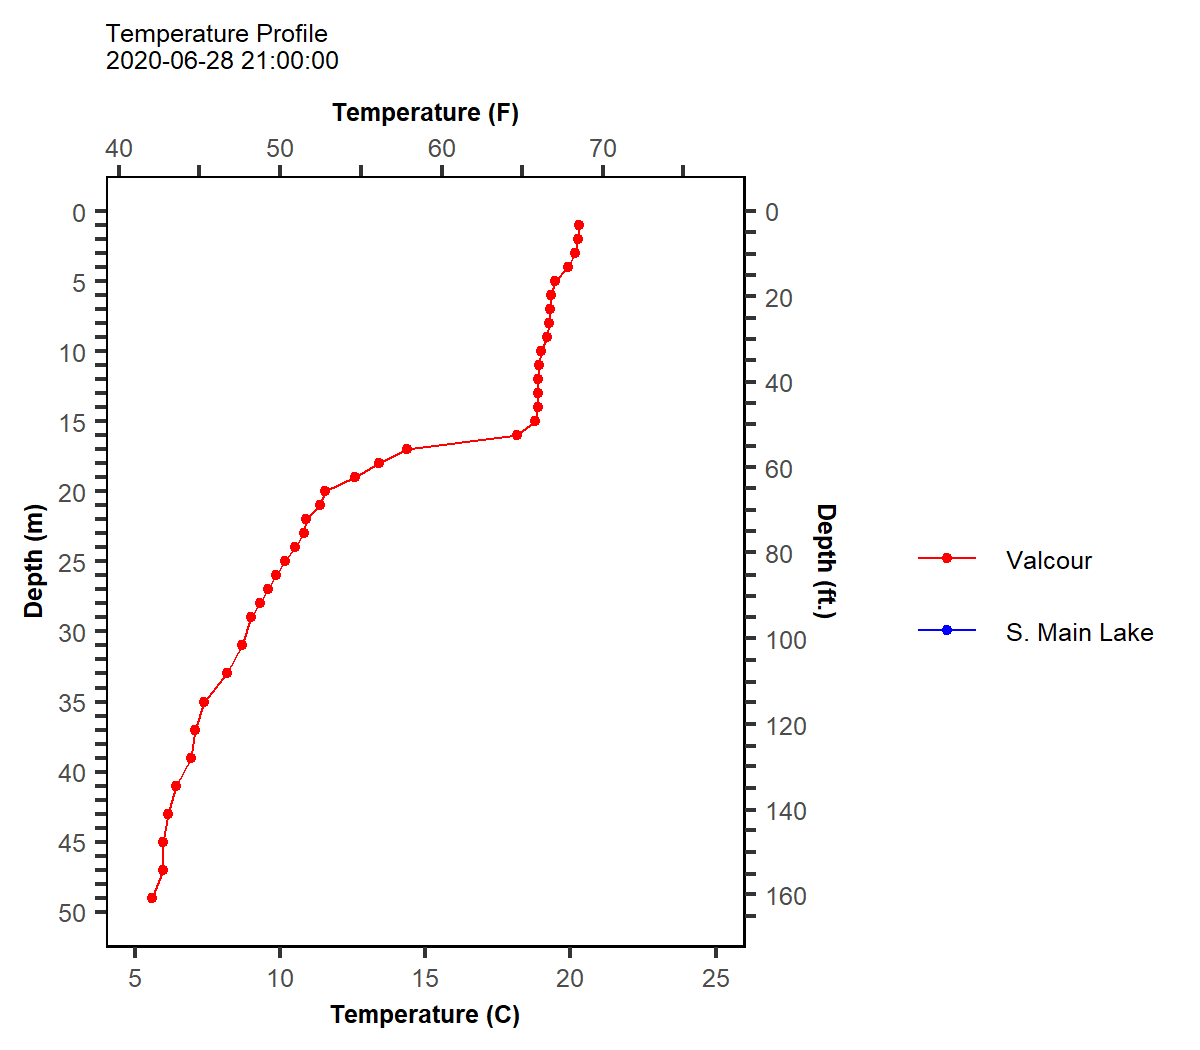 Temperature Profile
2020-06-28 21:00:00
Temperature (F)
40 50 60 70
0
5
10
15
20
25
30
35
40
45
50
Depth (m)
0
20
40
60
80
100
120
140
160
Depth (ft.)
Valcour
S. Main Lake
5 10 15 20 25
Temperature (C)